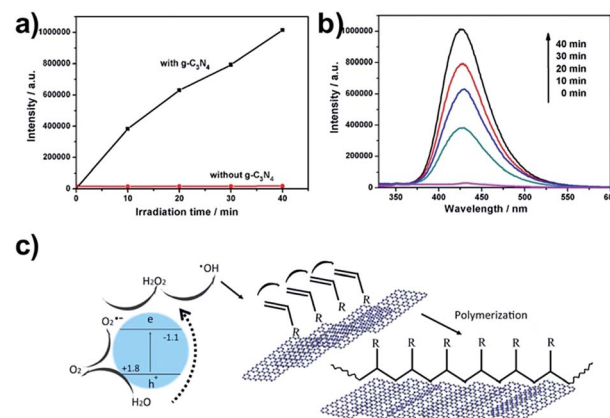 a)
1000000
800000
600000
400000
200000
0
Intensity / a.u.
with g-C₃N₄
without g-C₃N₄
0 10 20 30 40
Irradiation time / min
b)
1000000
800000
600000
400000
200000
0
Intensity / a.u.
40 min
30 min
20 min
10 min
0 min
350 400 450 500 550 600
Wavelength / nm
c)
H₂O₂
•OH
O₂•−
e
-1.1
O₂
+1.8
h⁺
H₂O
R R R R
Polymerization
R R R R R R